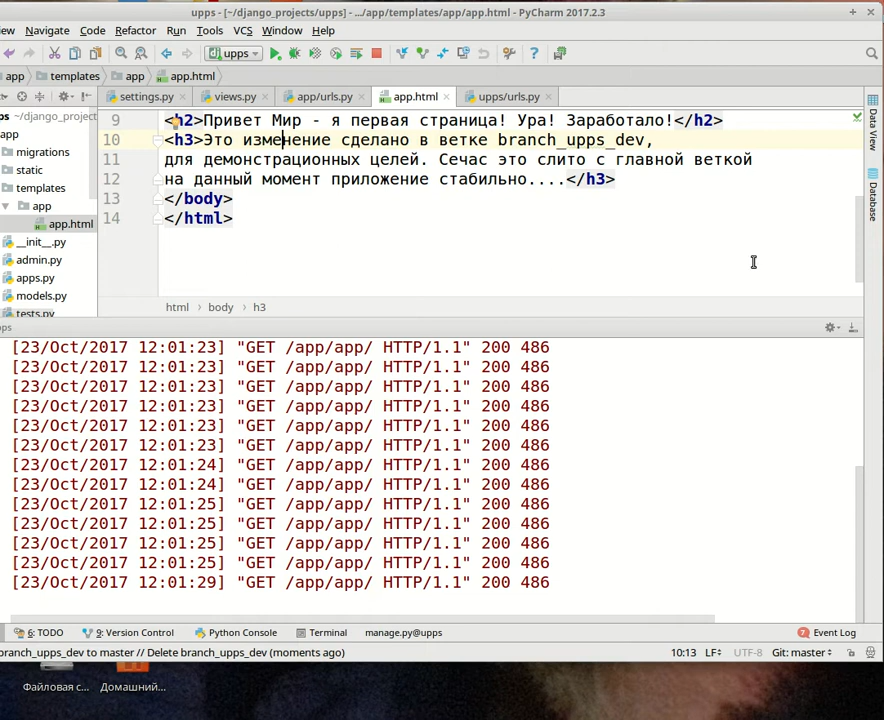 upps - [~/django_projects/upps] - .../app/templates/app/app.html - PyCharm 2017.2.3
iew Navigate Code Refactor Run Tools VCS Window Help
upps
app templates app app.html
settings.py views.py app/urls.py app.html upps/urls.py
ps ~/django_project
app
migrations
static
templates
app
app.html
__init__.py
admin.py
apps.py
models.py
tests.py
9 <h2>Привет Мир - я первая страница! Ура! Заработало!</h2>
10 <h3>Это изменение сделано в ветке branch_upps_dev,
11 для демонстрационных целей. Сечас это слито с главной веткой
12 на данный момент приложение стабильно....</h3>
13 </body>
14 </html>
html body h3
Data View
Database
pps
[23/Oct/2017 12:01:23] "GET /app/app/ HTTP/1.1" 200 486
[23/Oct/2017 12:01:23] "GET /app/app/ HTTP/1.1" 200 486
[23/Oct/2017 12:01:23] "GET /app/app/ HTTP/1.1" 200 486
[23/Oct/2017 12:01:23] "GET /app/app/ HTTP/1.1" 200 486
[23/Oct/2017 12:01:23] "GET /app/app/ HTTP/1.1" 200 486
[23/Oct/2017 12:01:23] "GET /app/app/ HTTP/1.1" 200 486
[23/Oct/2017 12:01:24] "GET /app/app/ HTTP/1.1" 200 486
[23/Oct/2017 12:01:24] "GET /app/app/ HTTP/1.1" 200 486
[23/Oct/2017 12:01:25] "GET /app/app/ HTTP/1.1" 200 486
[23/Oct/2017 12:01:25] "GET /app/app/ HTTP/1.1" 200 486
[23/Oct/2017 12:01:25] "GET /app/app/ HTTP/1.1" 200 486
[23/Oct/2017 12:01:25] "GET /app/app/ HTTP/1.1" 200 486
[23/Oct/2017 12:01:29] "GET /app/app/ HTTP/1.1" 200 486
6: TODO 9: Version Control Python Console Terminal manage.py@upps 7 Event Log
branch_upps_dev to master // Delete branch_upps_dev (moments ago) 10:13 LF÷ UTF-8 Git: master÷
Файловая с... Домашний...